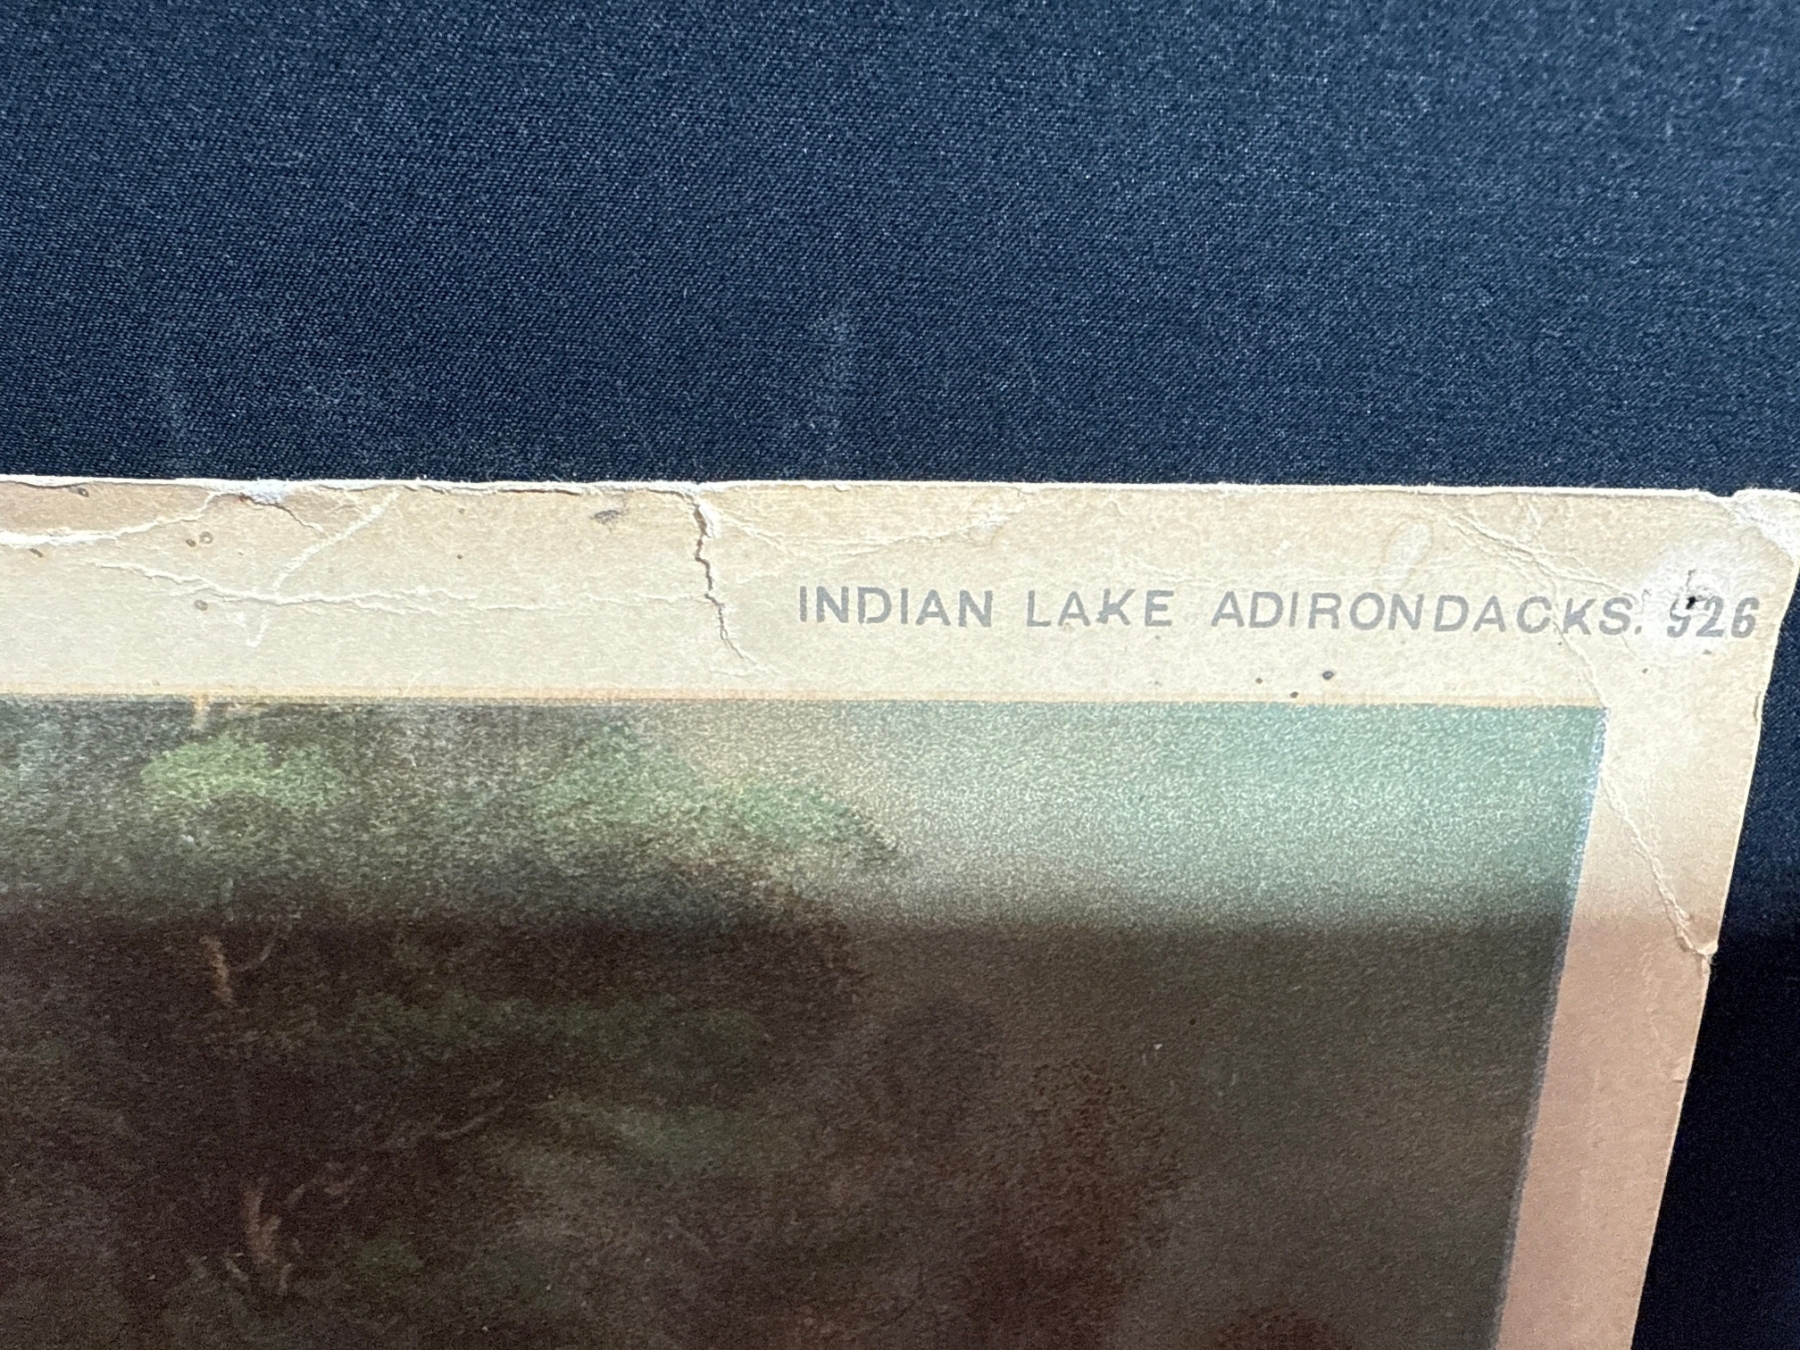 INDIAN LAKE ADIRONDACKS. 926